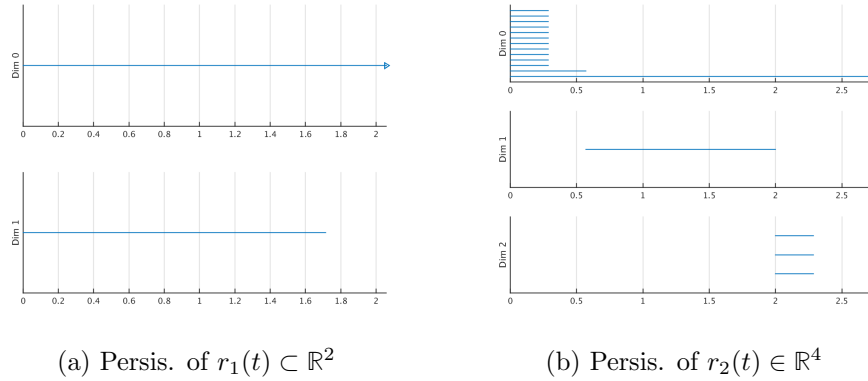 Dim 0
0 0.2 0.4 0.6 0.8 1 1.2 1.4 1.6 1.8 2
Dim 1
0 0.2 0.4 0.6 0.8 1 1.2 1.4 1.6 1.8 2
(a) Persis. of r₁(t) ⊂ ℝ²
Dim 0
0 0.5 1 1.5 2 2.5
Dim 1
0 0.5 1 1.5 2 2.5
Dim 2
0 0.5 1 1.5 2 2.5
(b) Persis. of r₂(t) ∈ ℝ⁴